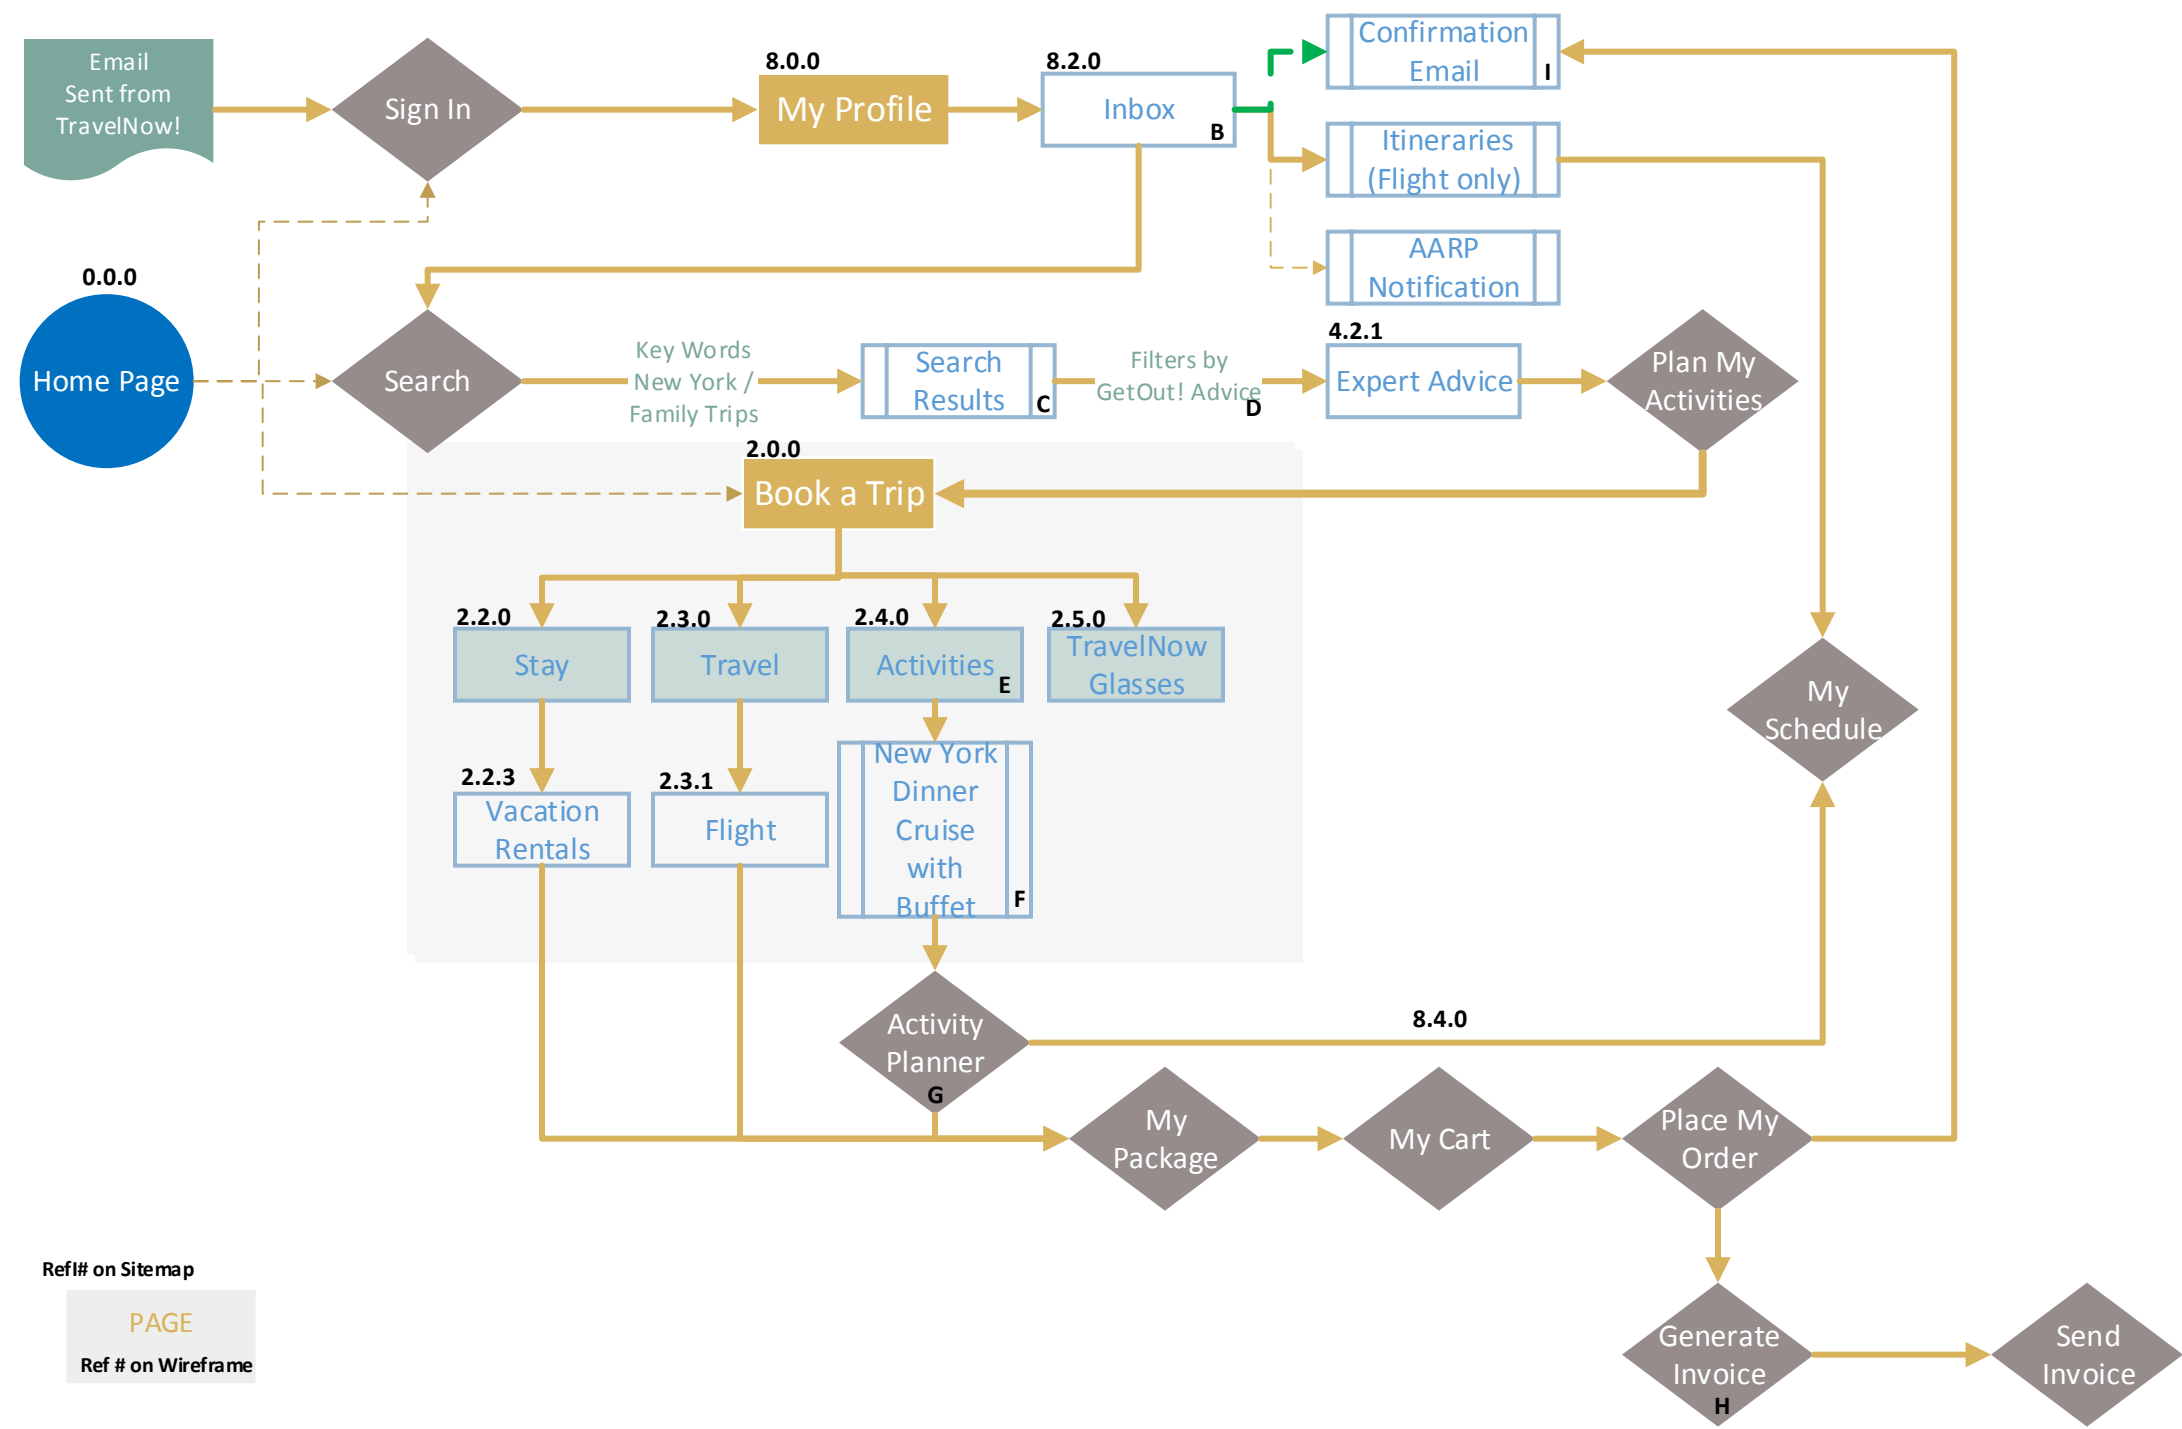 Email
Sent from
TravelNow!
Sign In
8.0.0
My Profile
8.2.0
Inbox
B
Confirmation
Email
I
Itineraries
(Flight only)
AARP
Notification
0.0.0
Home Page
Search
Key Words
New York /
Family Trips
Search
Results
C
Filters by
GetOut! Advice
D
4.2.1
Expert Advice
Plan My
Activities
2.0.0
Book a Trip
2.2.0
Stay
2.3.0
Travel
2.4.0
Activities
E
2.5.0
TravelNow
Glasses
My
Schedule
2.2.3
Vacation
Rentals
2.3.1
Flight
New York
Dinner
Cruise
with
Buffet
F
Activity
Planner
G
8.4.0
My
Package
My Cart
Place My
Order
Generate
Invoice
H
Send
Invoice
RefI# on Sitemap
PAGE
Ref # on Wireframe